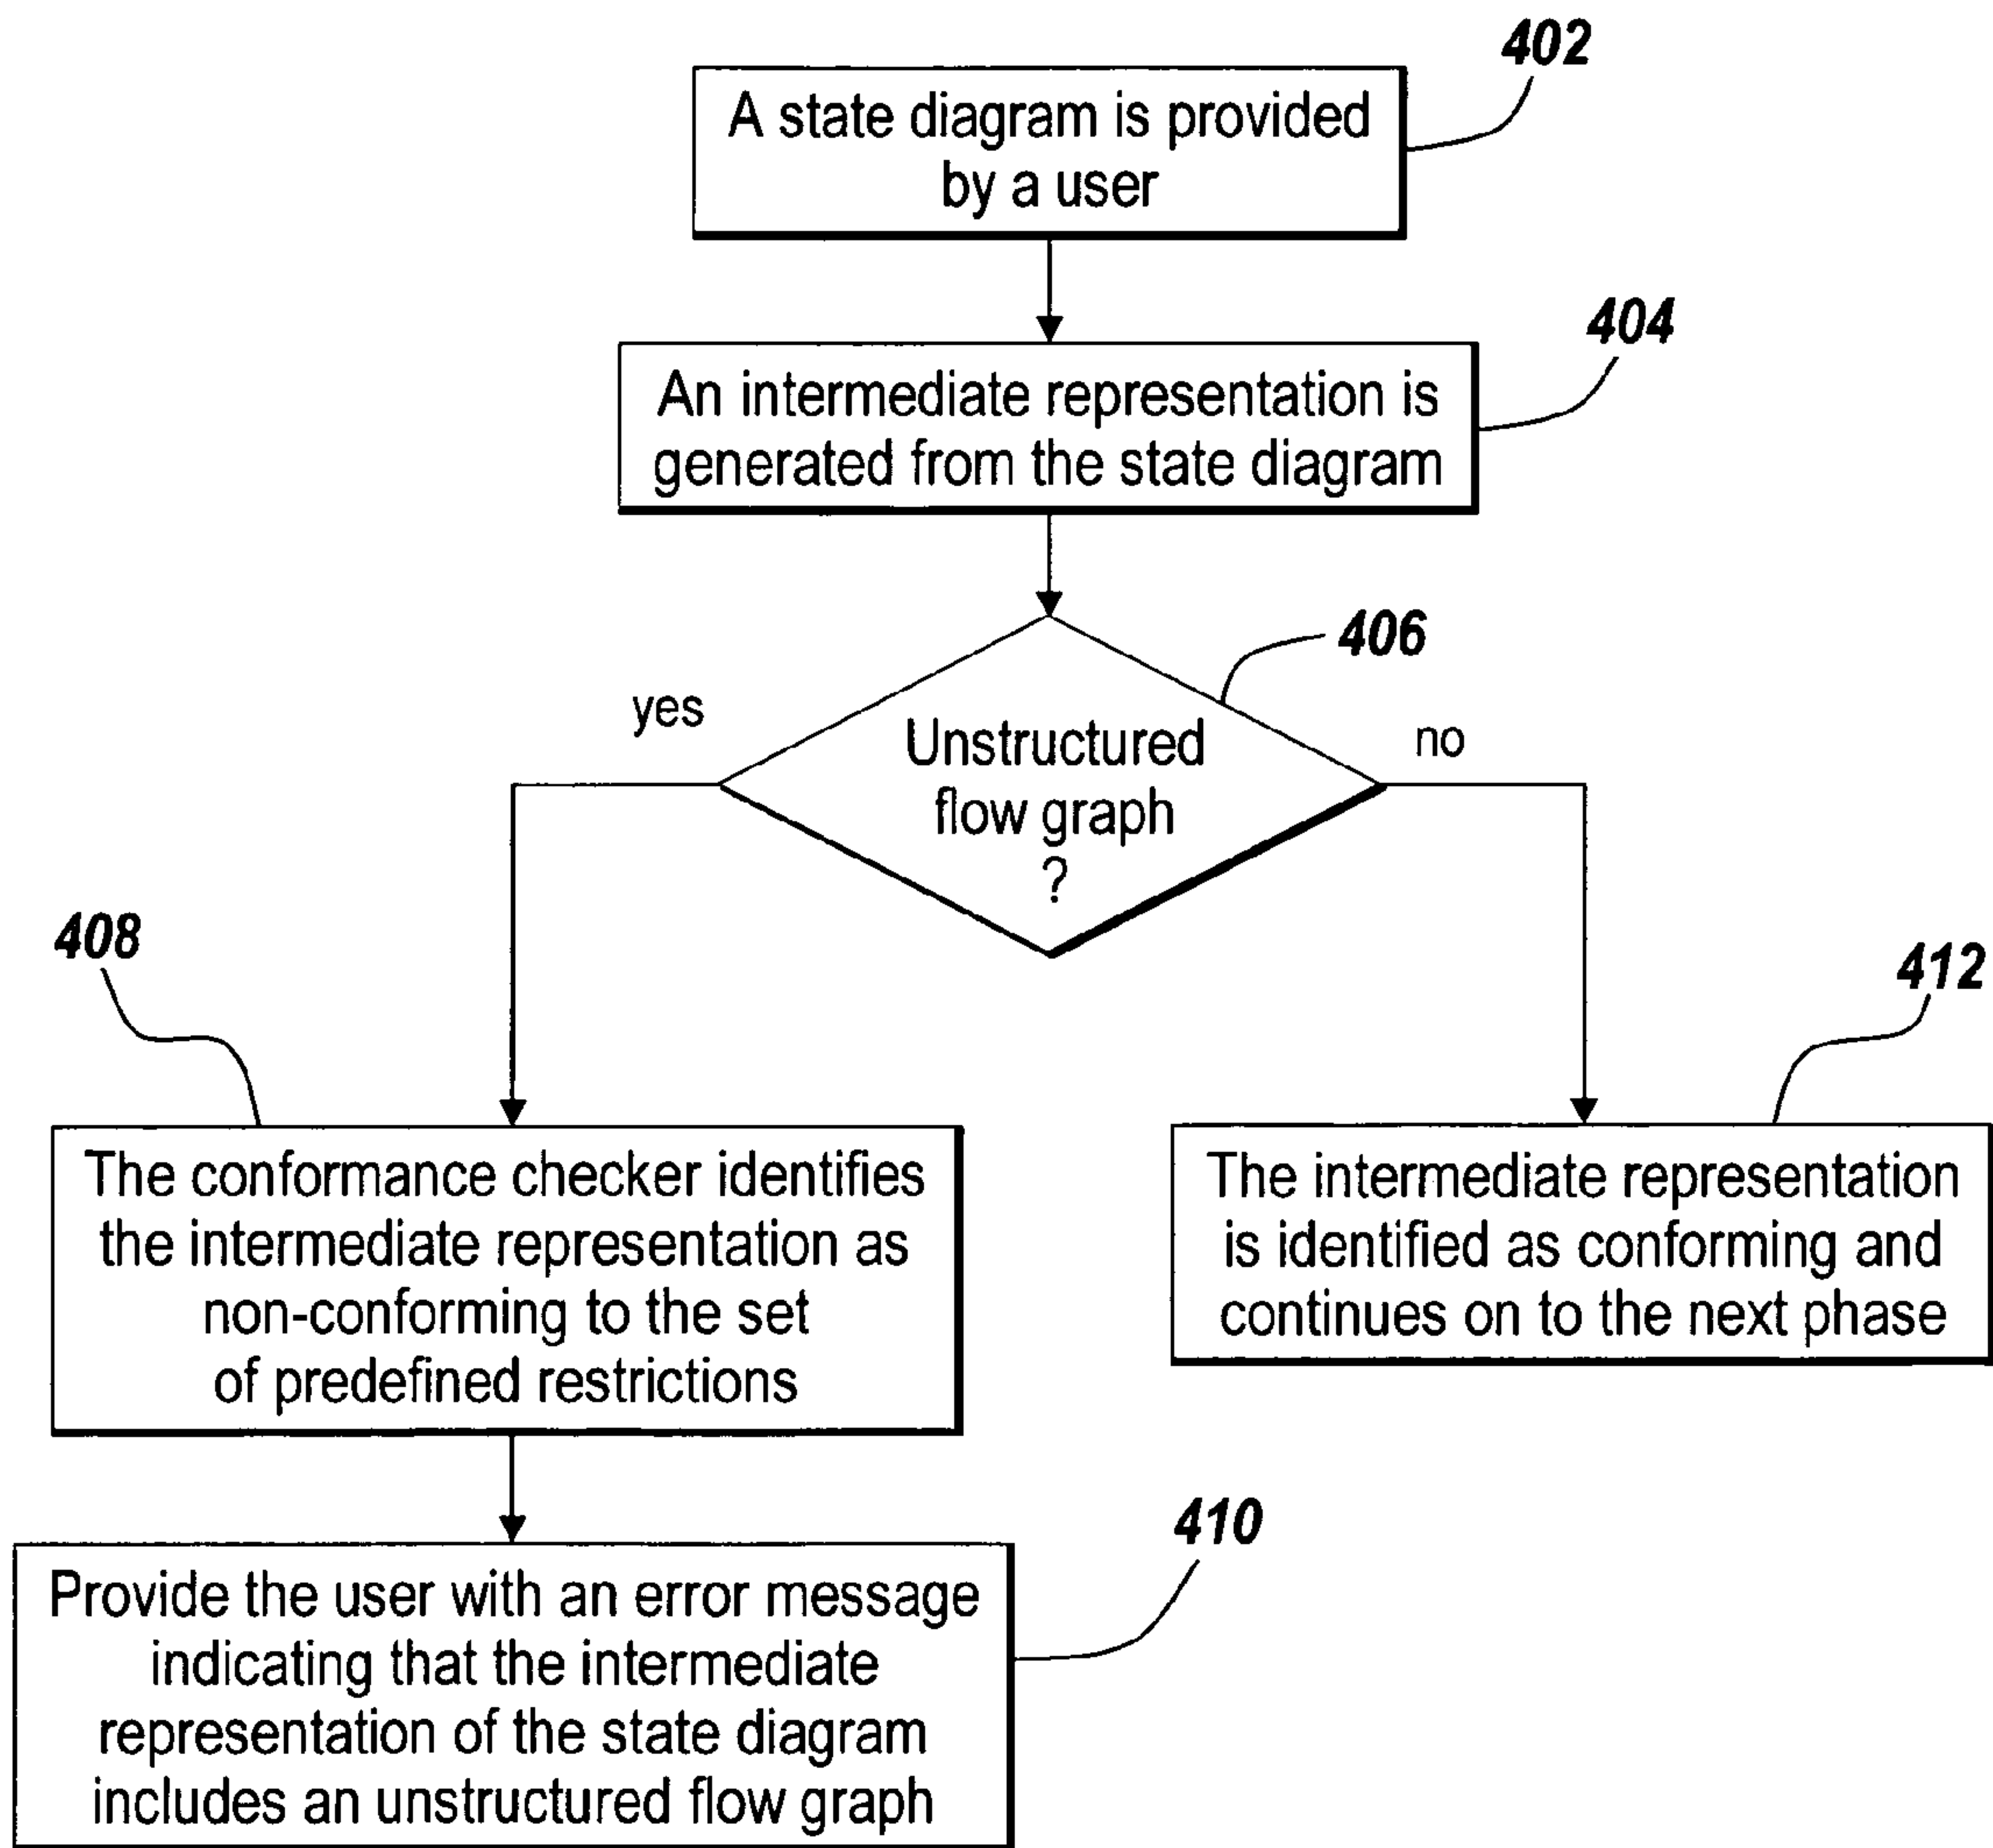 402
A state diagram is provided
by a user
404
An intermediate representation is
generated from the state diagram
406
yes
Unstructured
flow graph
?
no
408
412
The conformance checker identifies
the intermediate representation as
non-conforming to the set
of predefined restrictions
The intermediate representation
is identified as conforming and
continues on to the next phase
410
Provide the user with an error message
indicating that the intermediate
representation of the state diagram
includes an unstructured flow graph